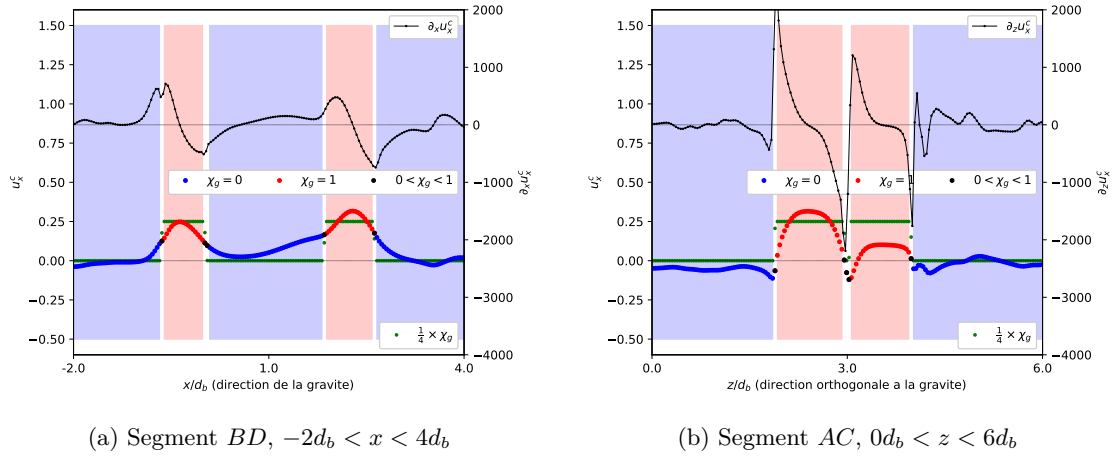 1.50
1.25
1.00
0.75
0.50
0.25
0.00
−0.25
−0.50
u_x^c
2000
1000
0
−1000
−2000
−3000
−4000
∂_x u_x^c
∂_x u_x^c
χ_g = 0
χ_g = 1
0 < χ_g < 1
1/4 × χ_g
-2.0
1.0
4.0
x/d_b (direction de la gravite)
(a) Segment BD, −2d_b < x < 4d_b
1.50
1.25
1.00
0.75
0.50
0.25
0.00
−0.25
−0.50
u_x^c
2000
1000
0
−1000
−2000
−3000
−4000
∂_z u_x^c
∂_z u_x^c
χ_g = 0
χ_g = 1
0 < χ_g < 1
1/4 × χ_g
0.0
3.0
6.0
z/d_b (direction orthogonale a la gravite)
(b) Segment AC, 0d_b < z < 6d_b